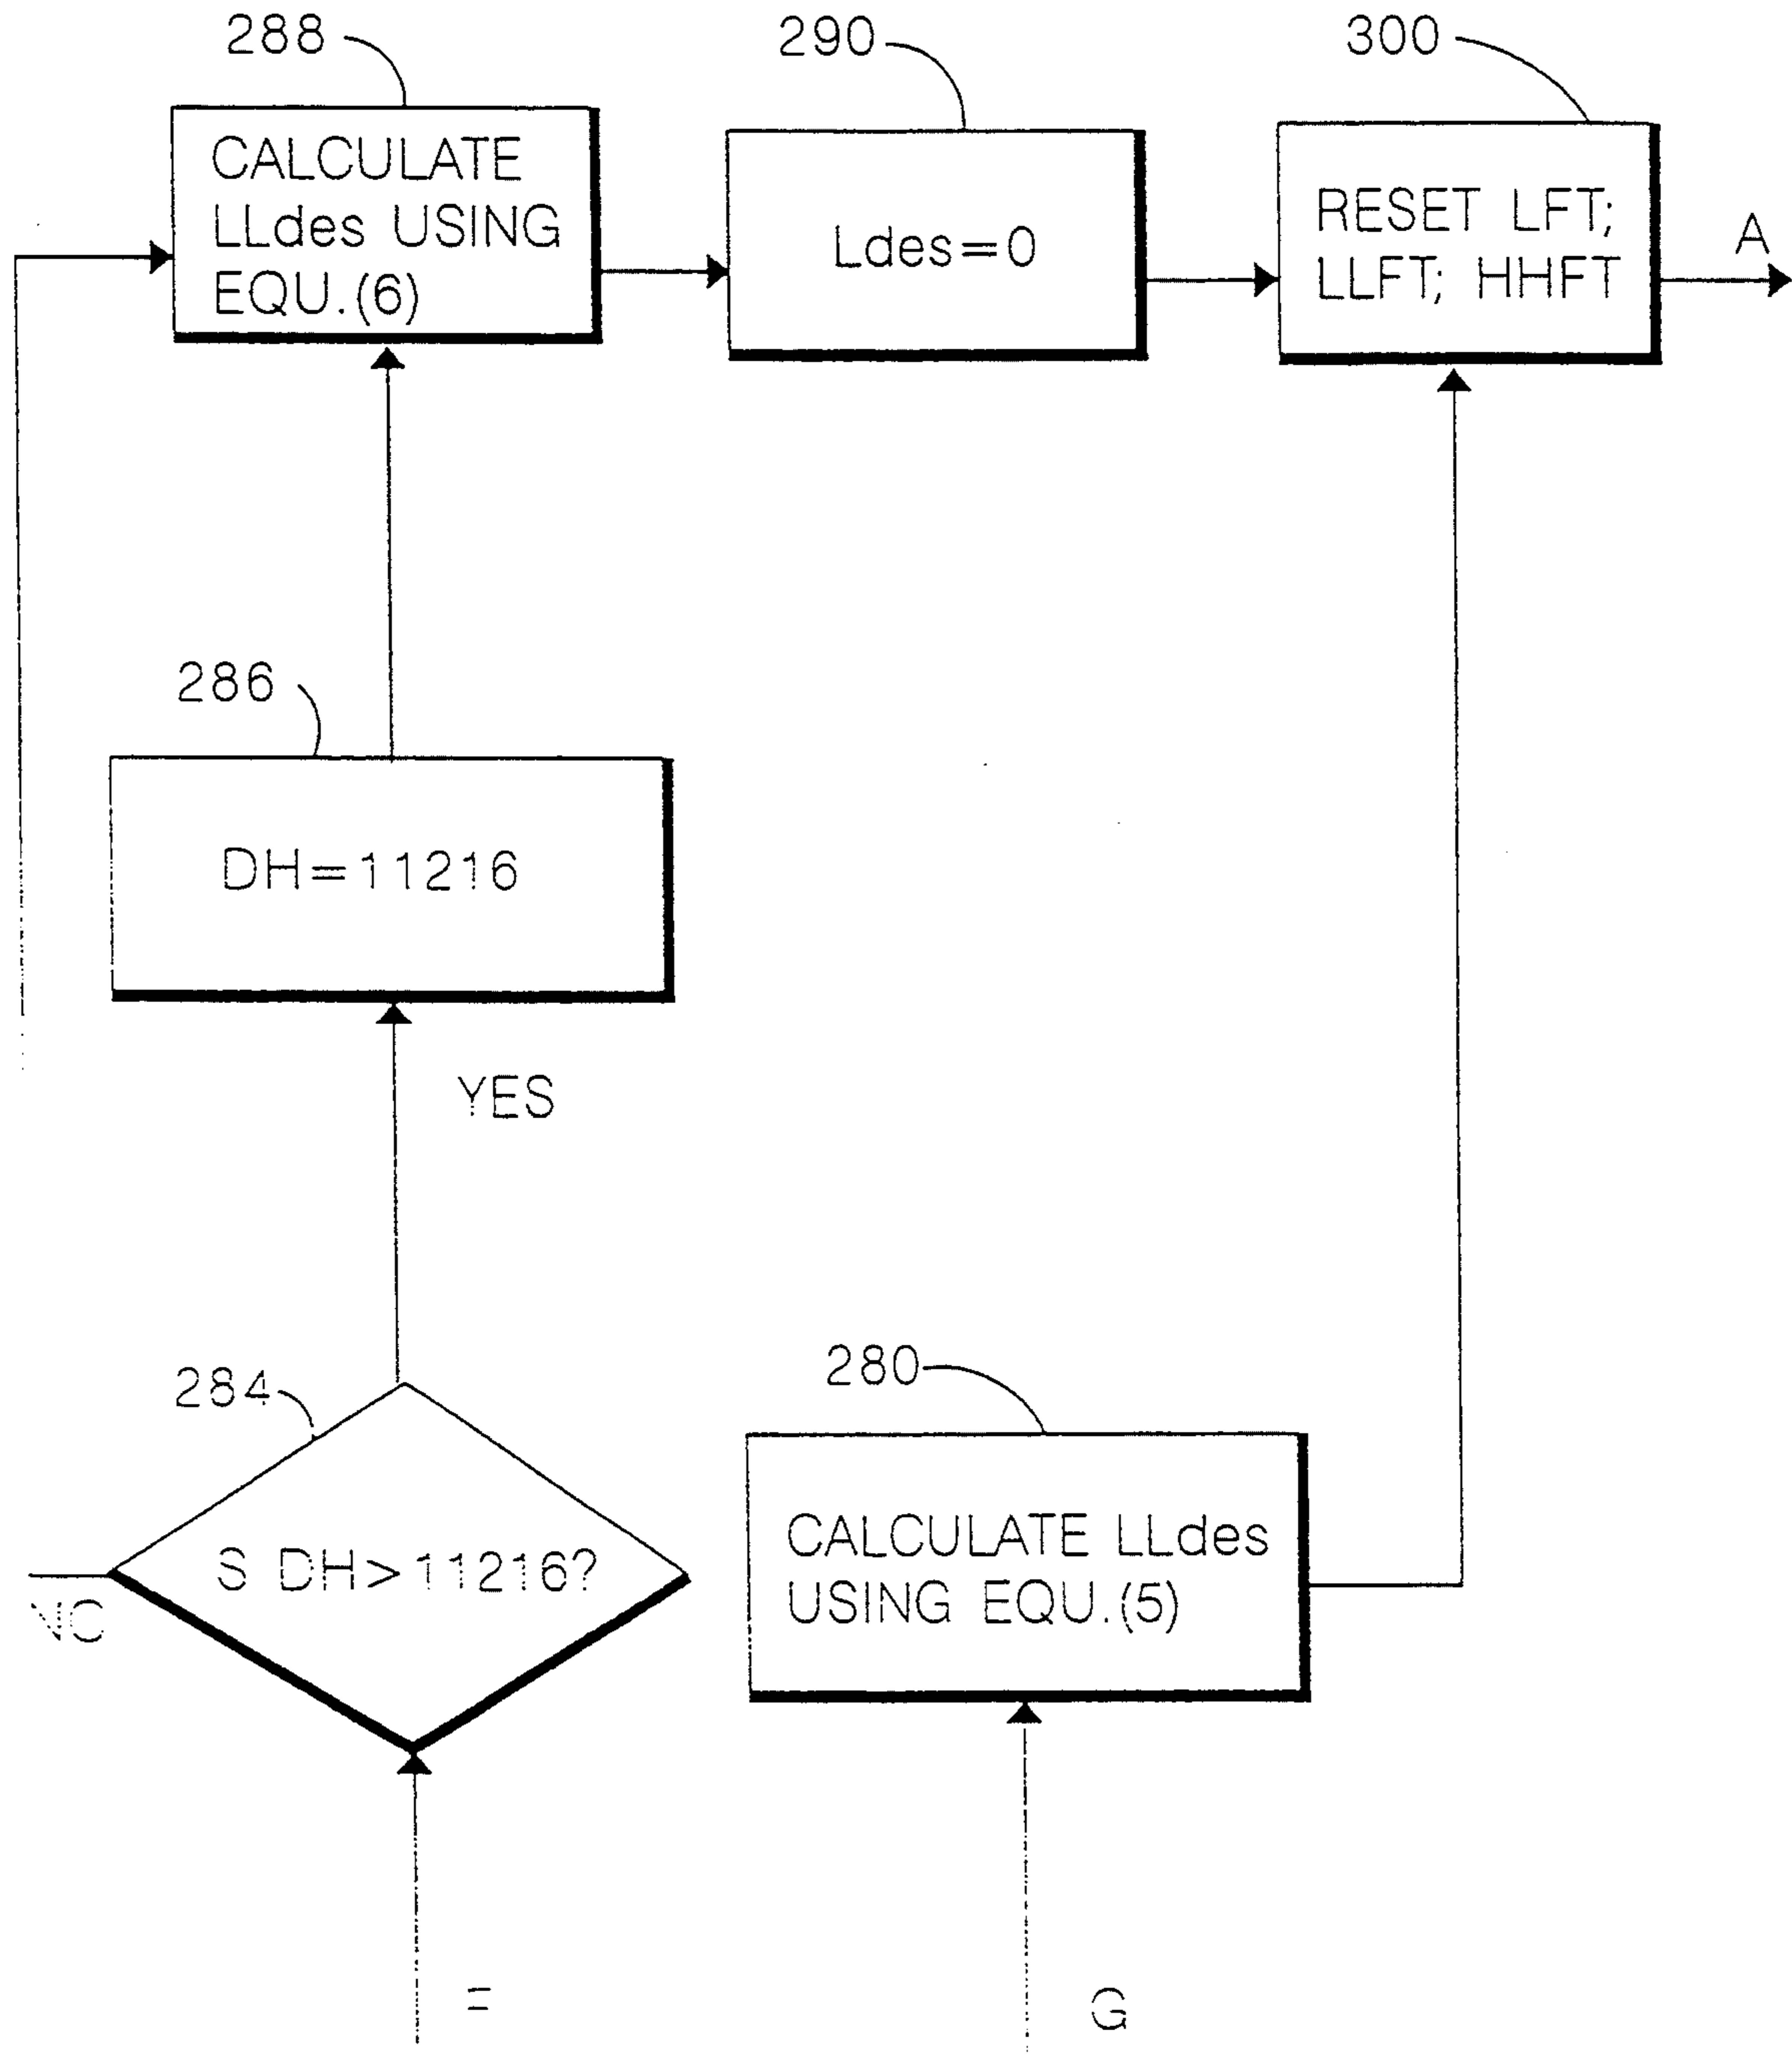 288
290
300
CALCULATE
LLdes USING
EQU.(6)
Ldes=0
RESET LFT;
LLFT; HHFT
A
286
DH=11216
YES
284
280
S DH>11216?
CALCULATE LLdes
USING EQU.(5)
G